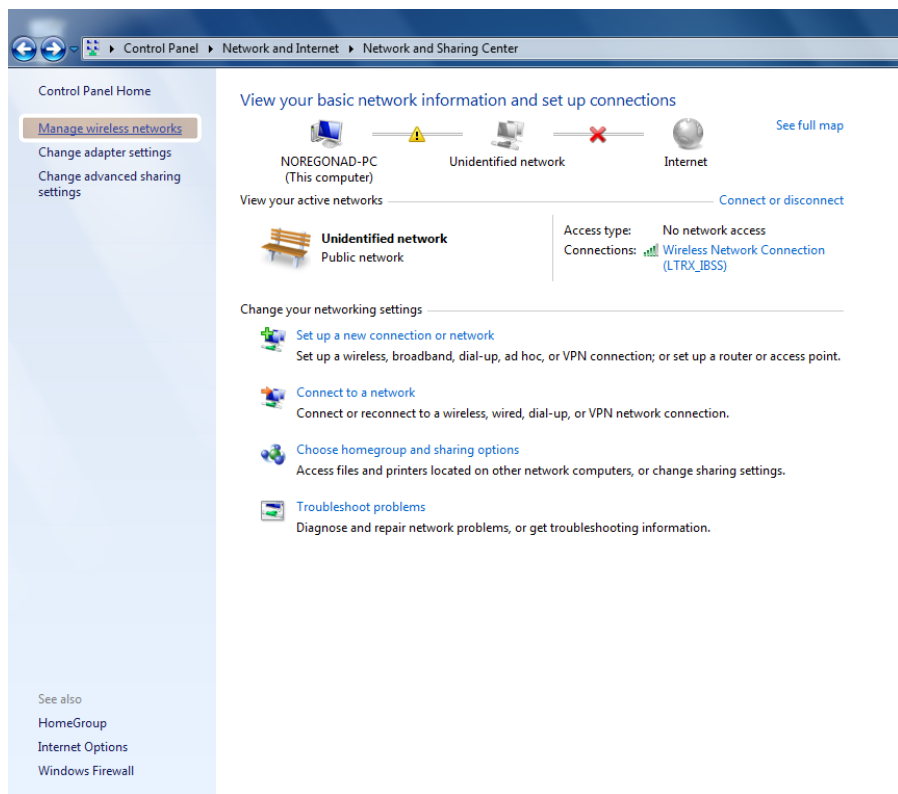 Control Panel ▸ Network and Internet ▸ Network and Sharing Center
Control Panel Home
Manage wireless networks
Change adapter settings
Change advanced sharing
settings
View your basic network information and set up connections
See full map
NOREGONAD-PC
(This computer)
Unidentified network
Internet
View your active networks
Connect or disconnect
Unidentified network
Public network
Access type: No network access
Connections: Wireless Network Connection
(LTRX_IBSS)
Change your networking settings
Set up a new connection or network
Set up a wireless, broadband, dial-up, ad hoc, or VPN connection; or set up a router or access point.
Connect to a network
Connect or reconnect to a wireless, wired, dial-up, or VPN network connection.
Choose homegroup and sharing options
Access files and printers located on other network computers, or change sharing settings.
Troubleshoot problems
Diagnose and repair network problems, or get troubleshooting information.
See also
HomeGroup
Internet Options
Windows Firewall